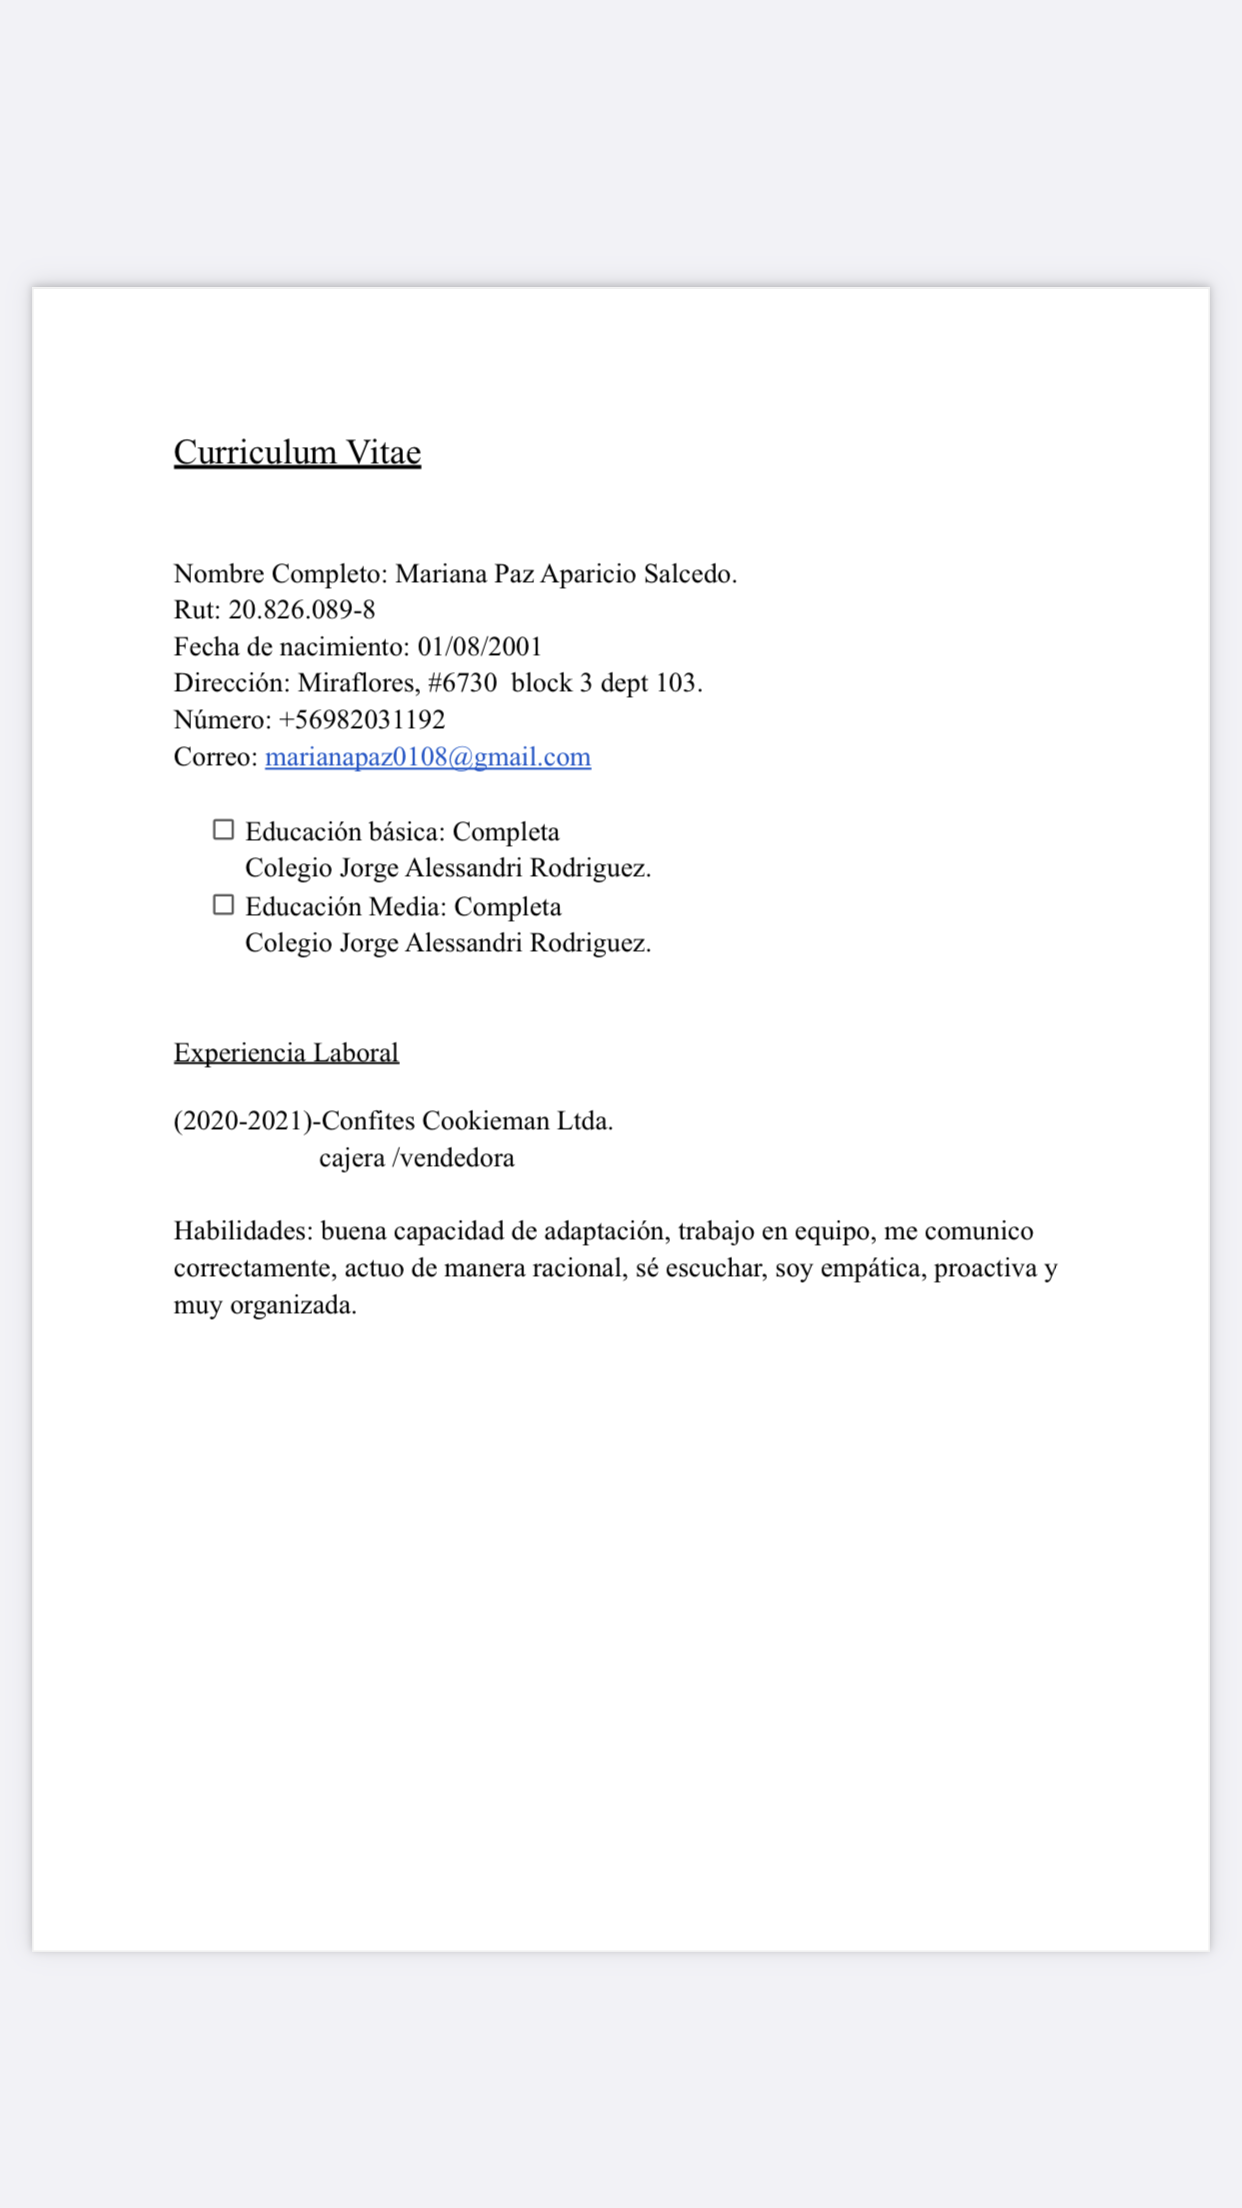 Curriculum Vitae
Nombre Completo: Mariana Paz Aparicio Salcedo.
Rut: 20.826.089-8
Fecha de nacimiento: 01/08/2001
Dirección: Miraflores, #6730  block 3 dept 103.
Número: +56982031192
Correo: marianapaz0108@gmail.com
☐ Educación básica: Completa
Colegio Jorge Alessandri Rodriguez.
☐ Educación Media: Completa
Colegio Jorge Alessandri Rodriguez.
Experiencia Laboral
(2020-2021)-Confites Cookieman Ltda.
cajera /vendedora
Habilidades: buena capacidad de adaptación, trabajo en equipo, me comunico
correctamente, actuo de manera racional, sé escuchar, soy empática, proactiva y
muy organizada.